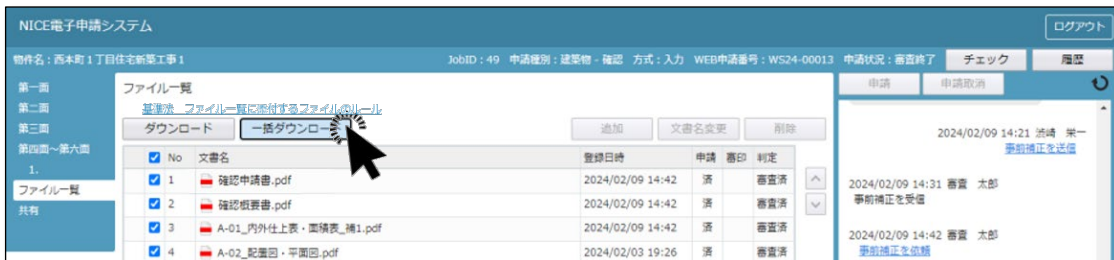 NICE電子申請システム
ログアウト
物件名：西本町１丁目住宅新築工事１ JobID：49 申請種別：建築物 - 確認 方式：入力 WEB申請番号：WS24-00013 申請状況：審査終了 チェック 履歴
第一面
第二面
第三面
第四面～第六面
1.
ファイル一覧
共有
ファイル一覧
基準法 ファイル一覧に添付するファイルのルール
ダウンロード 一括ダウンロー 追加 文書名変更 削除
No 文書名 登録日時 申請 審印 判定
1 確認申請書.pdf 2024/02/09 14:42 済 審査済
2 確認概要書.pdf 2024/02/09 14:42 済 審査済
3 A-01_内外仕上表・面積表_補1.pdf 2024/02/09 14:42 済 審査済
4 A-02_配置図・平面図.pdf 2024/02/03 19:26 済 審査済
申請 申請取消
2024/02/09 14:21 渋崎 栄一
事前補正を送信
2024/02/09 14:31 審査 太郎
事前補正を受信
2024/02/09 14:42 審査 太郎
事前補正を依頼